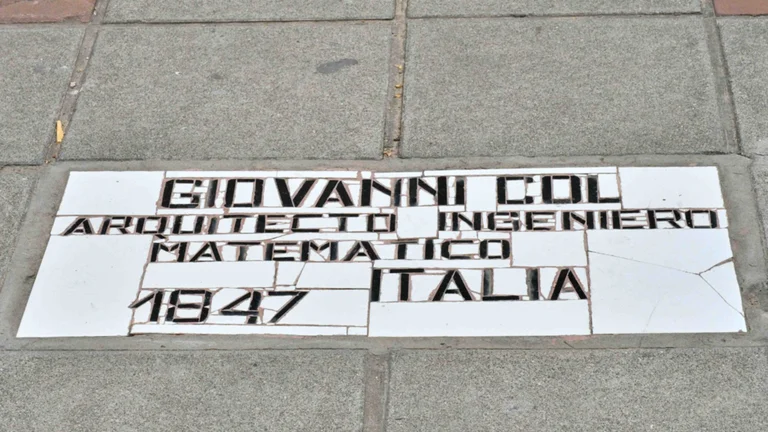 GIOVANNI COL
ARQUITECTO INGENIERO
MATEMATICO
ITALIA
1847